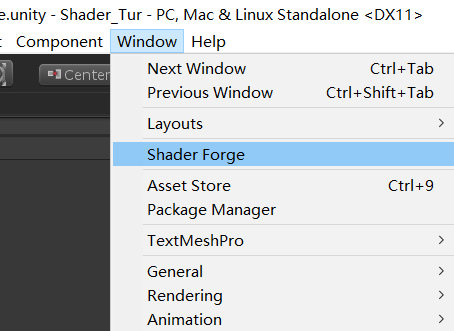 e.unity - Shader_Tur - PC, Mac & Linux Standalone <DX11>
Component Window Help
Center
Next Window Ctrl+Tab
Previous Window Ctrl+Shift+Tab
Layouts
Shader Forge
Asset Store Ctrl+9
Package Manager
TextMeshPro
General
Rendering
Animation